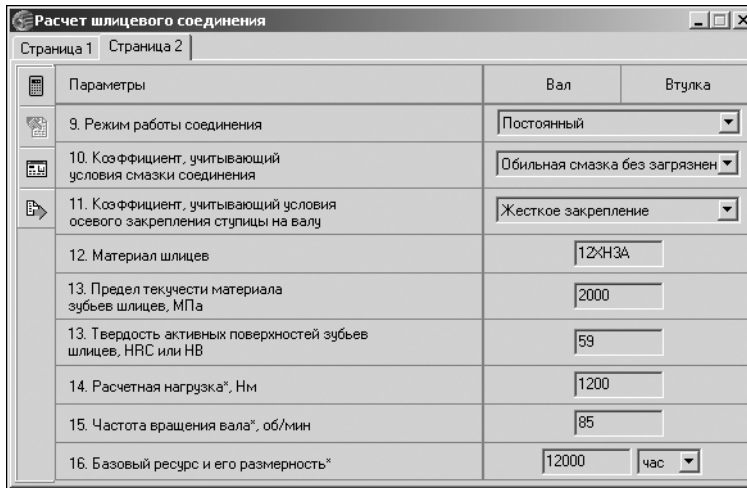 Расчет шлицевого соединения
Страница 1 Страница 2
Параметры Вал Втулка
9. Режим работы соединения Постоянный
10. Коэффициент, учитывающий
условия смазки соединения Обильная смазка без загрязнен
11. Коэффициент, учитывающий условия
осевого закрепления ступицы на валу Жесткое закрепление
12. Материал шлицев 12ХН3А
13. Предел текучести материала
зубьев шлицев, МПа 2000
13. Твердость активных поверхностей зубьев
шлицев, HRC или HB 59
14. Расчетная нагрузка*, Нм 1200
15. Частота вращения вала*, об/мин 85
16. Базовый ресурс и его размерность* 12000 час